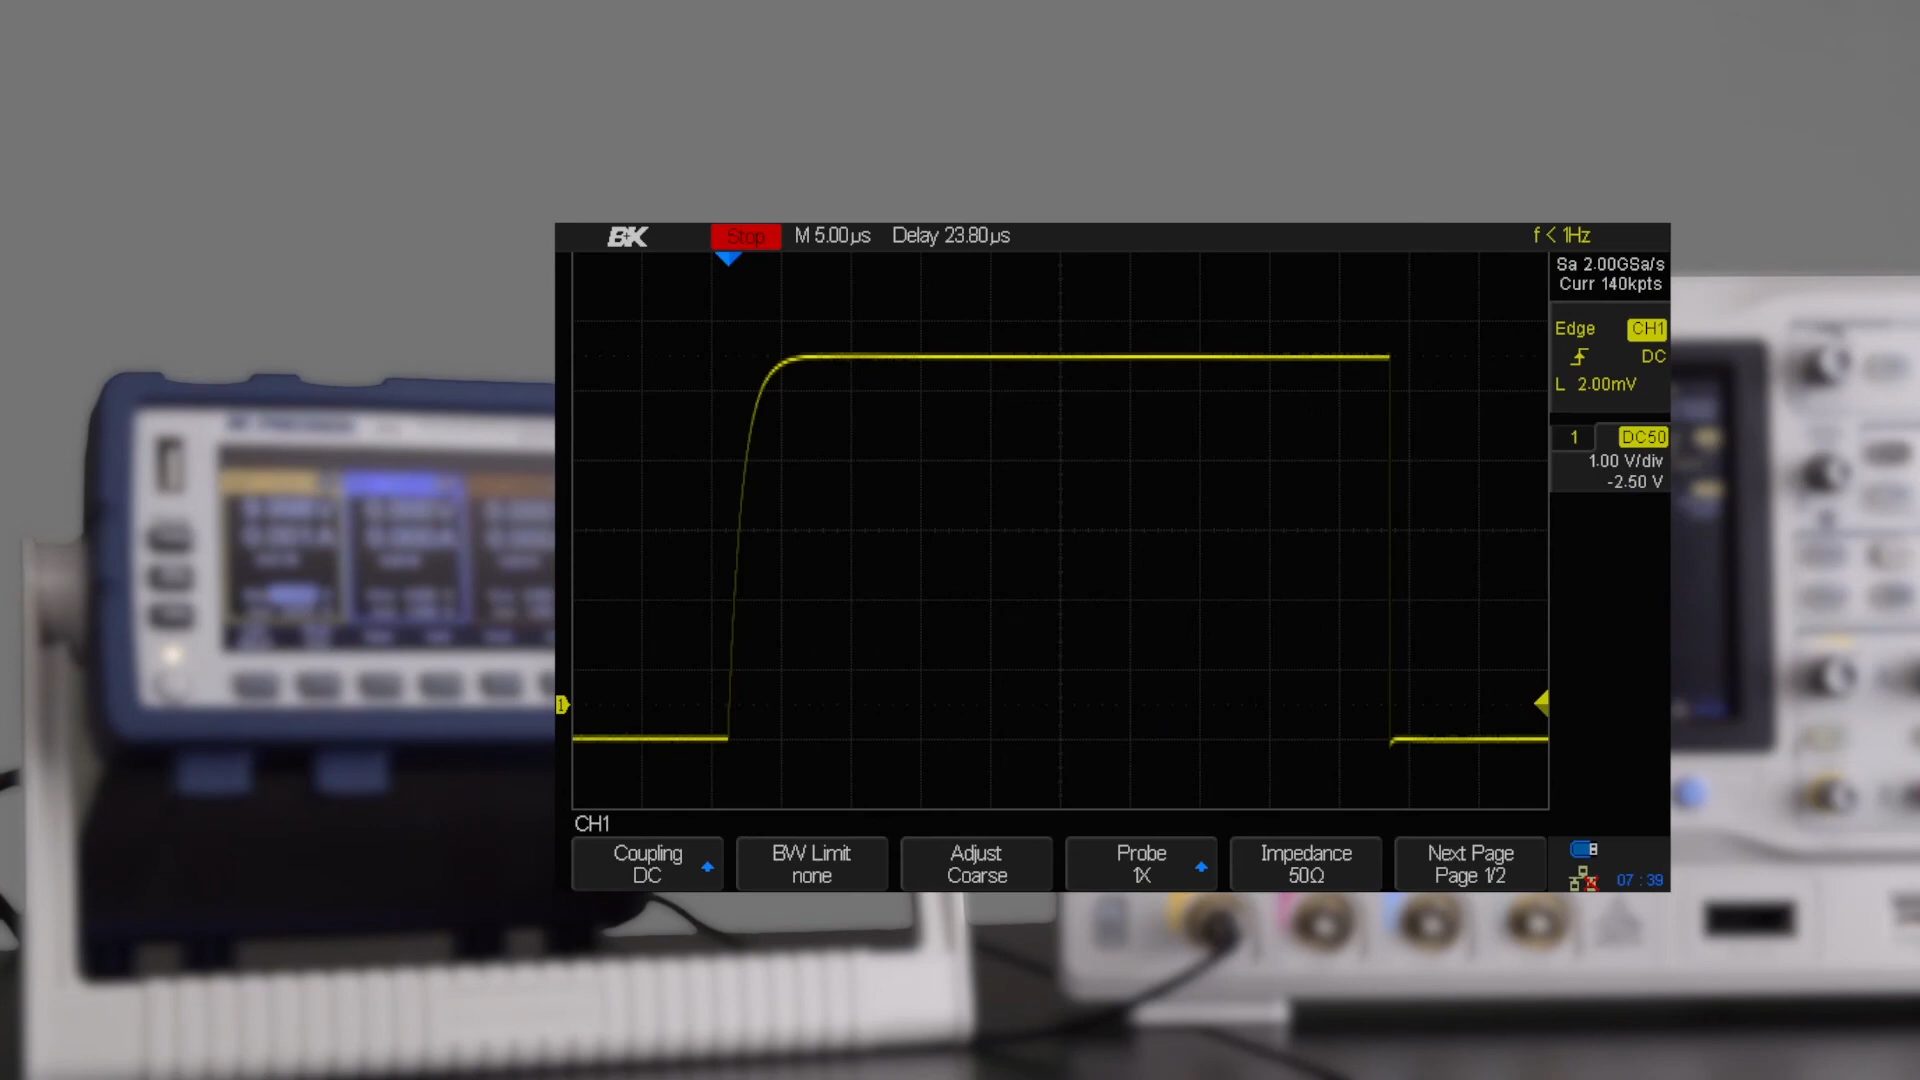 BK Stop M 5.00µs Delay 23.80µs f < 1Hz
Sa 2.00GSa/s
Curr 140kpts
Edge CH1
DC
L 2.00mV
1 DC50
1.00 V/div
-2.50 V
1
CH1
Coupling
DC
BW Limit
none
Adjust
Coarse
Probe
1X
Impedance
50Ω
Next Page
Page 1/2
07 : 39